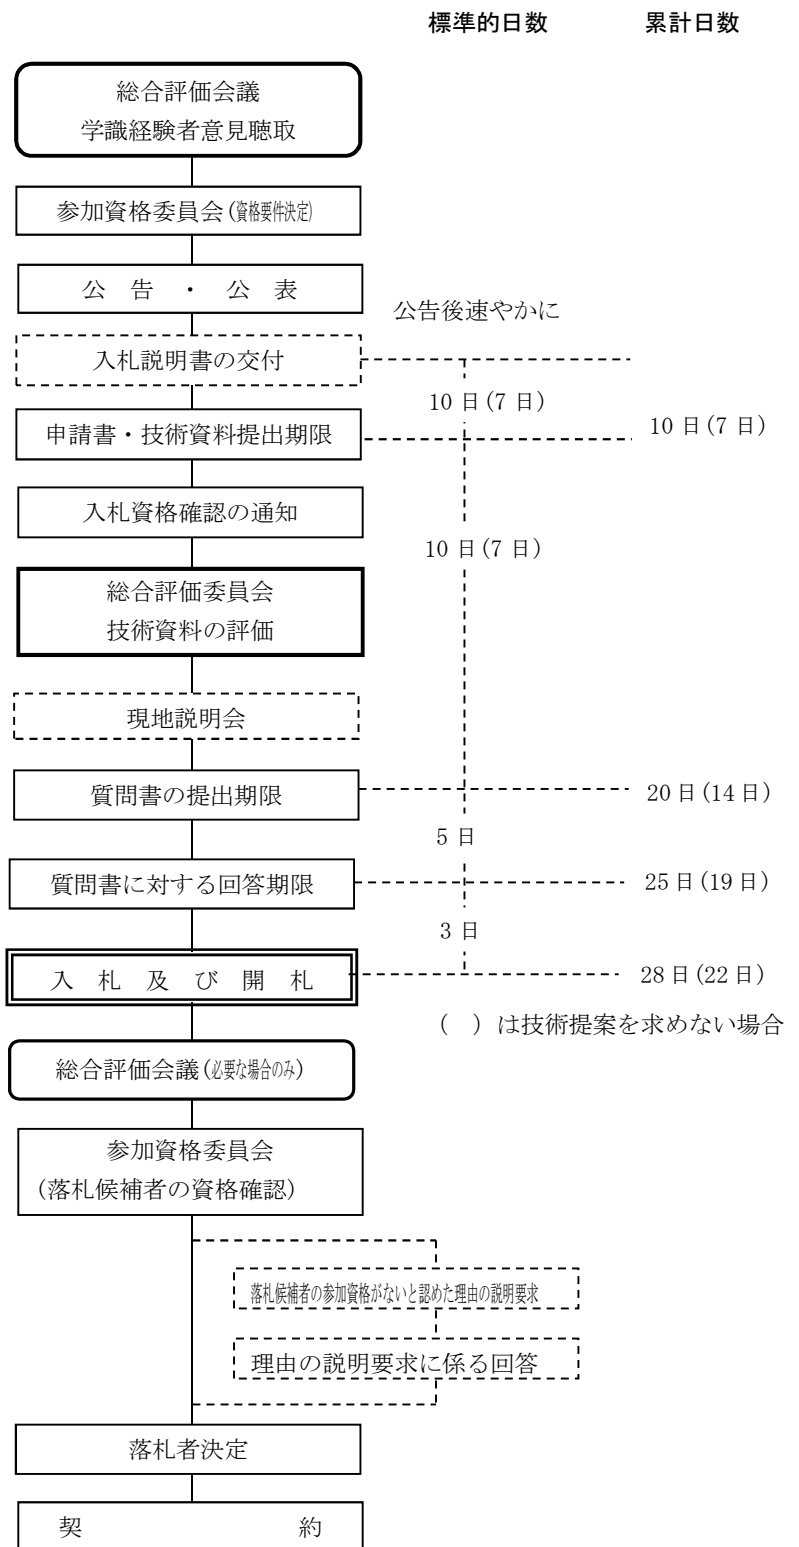 標準的日数 累計日数
総合評価会議
学識経験者意見聴取
参加資格委員会(資格要件決定)
公 告 ・ 公 表
公告後速やかに
入札説明書の交付
10 日(7 日)
申請書・技術資料提出期限
10 日(7 日)
入札資格確認の通知
10 日(7 日)
総合評価委員会
技術資料の評価
現地説明会
質問書の提出期限
20 日(14 日)
5 日
質問書に対する回答期限
25 日(19 日)
3 日
入 札 及 び 開 札
28 日(22 日)
( )は技術提案を求めない場合
総合評価会議(必要な場合のみ)
参加資格委員会
(落札候補者の資格確認)
落札候補者の参加資格がないと認めた理由の説明要求
理由の説明要求に係る回答
落札者決定
契 約